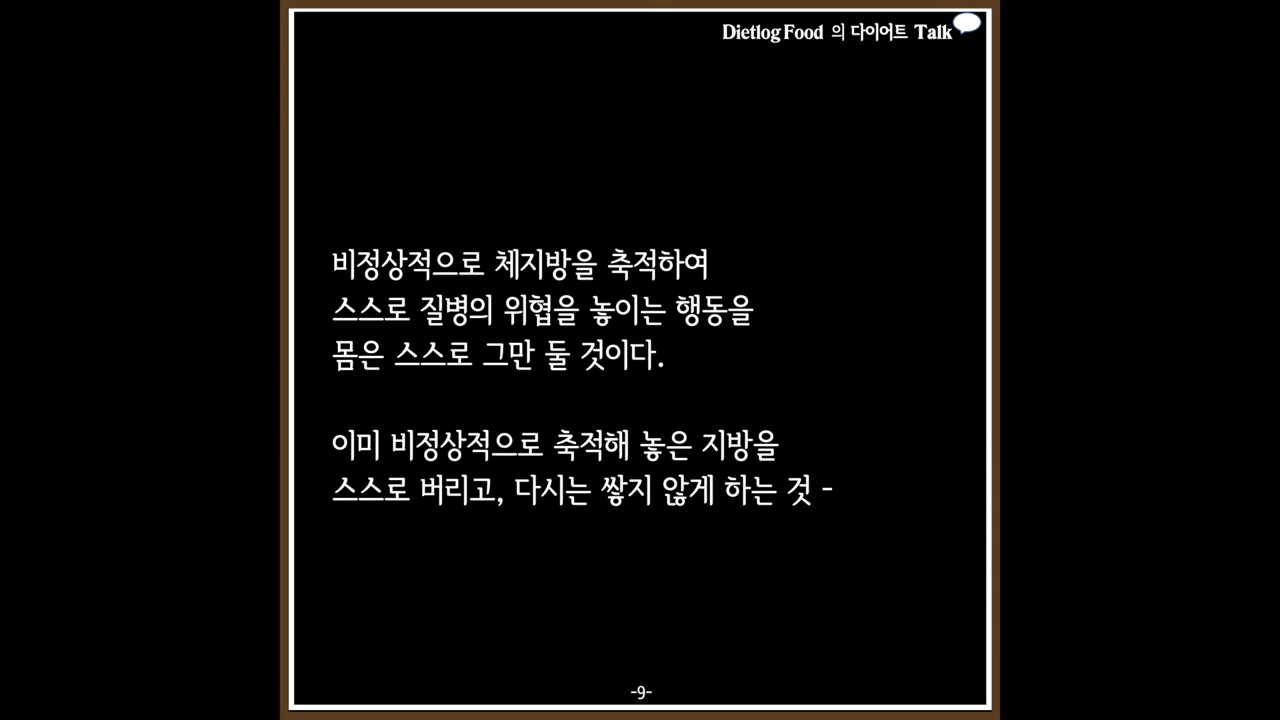 Dietlog Food 의 다이어트 Talk
비정상적으로 체지방을 축적하여
스스로 질병의 위협을 놓이는 행동을
몸은 스스로 그만 둘 것이다.
이미 비정상적으로 축적해 놓은 지방을
스스로 버리고, 다시는 쌓지 않게 하는 것 -
-9-